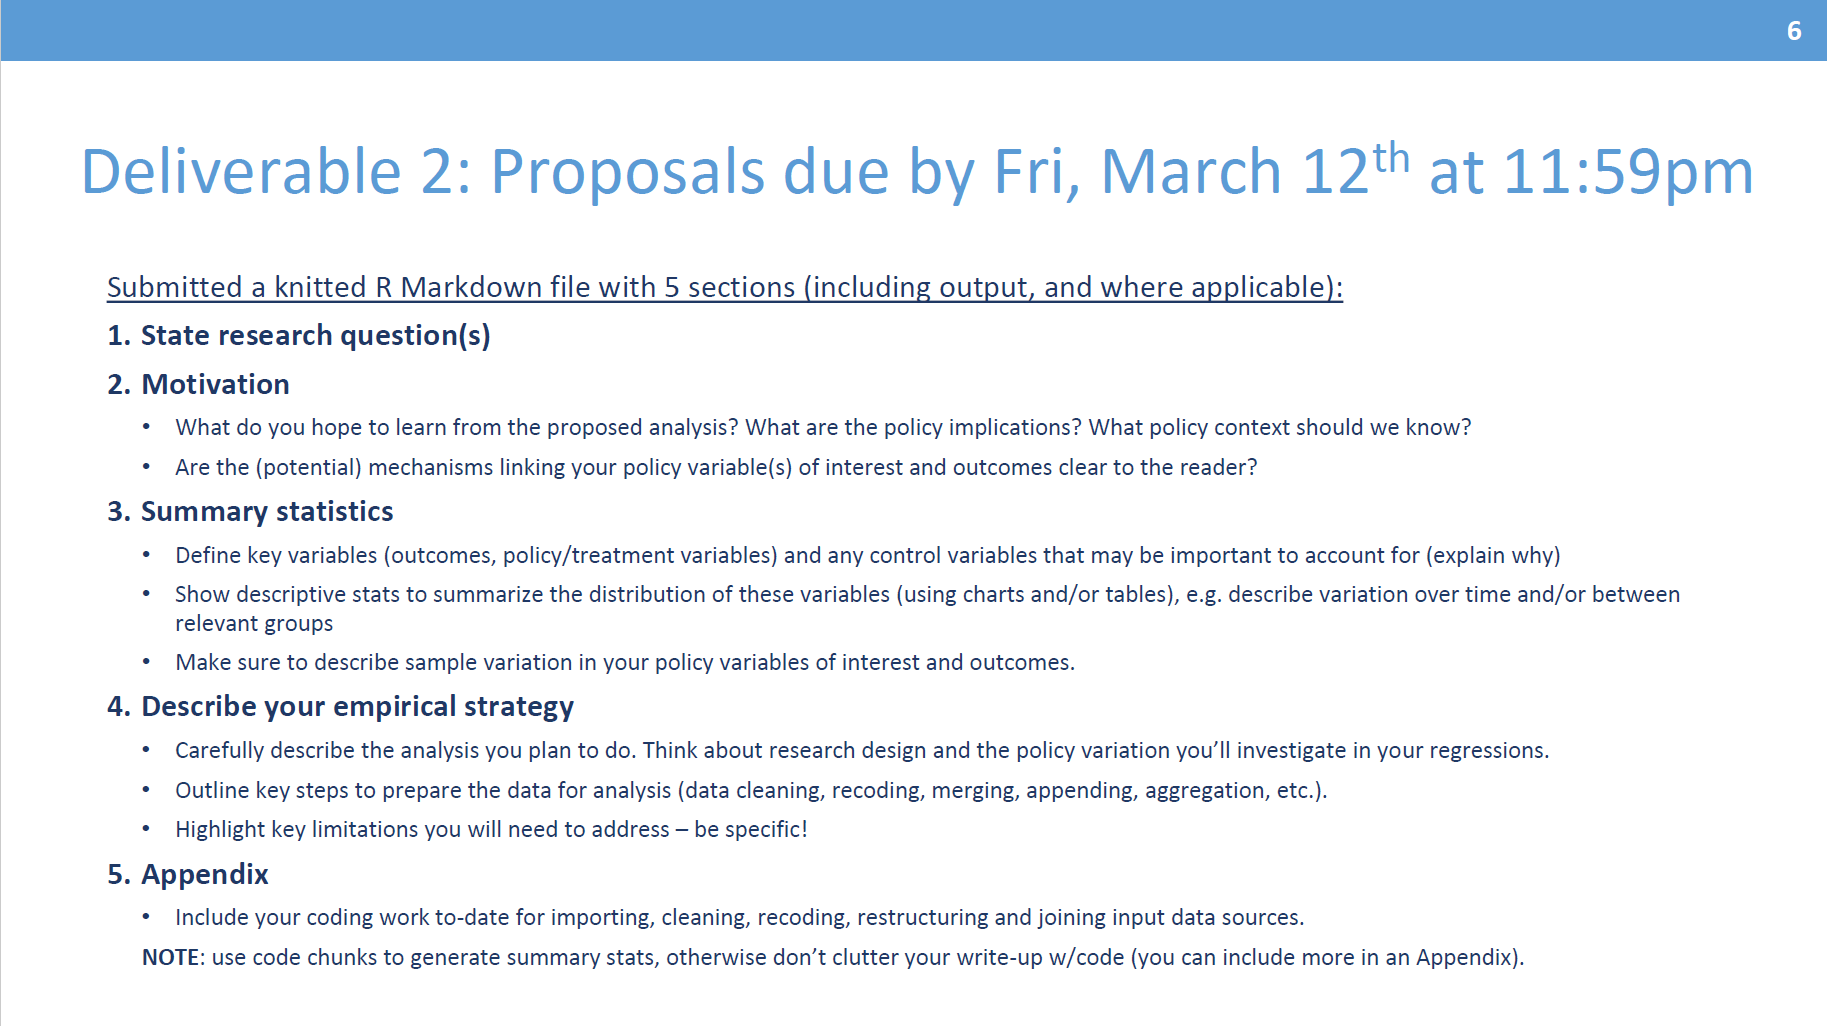 6
Deliverable 2: Proposals due by Fri, March 12th at 11:59pm
Submitted a knitted R Markdown file with 5 sections (including output, and where applicable):
1. State research question(s)
2. Motivation
• What do you hope to learn from the proposed analysis? What are the policy implications? What policy context should we know?
• Are the (potential) mechanisms linking your policy variable(s) of interest and outcomes clear to the reader?
3. Summary statistics
• Define key variables (outcomes, policy/treatment variables) and any control variables that may be important to account for (explain why)
• Show descriptive stats to summarize the distribution of these variables (using charts and/or tables), e.g. describe variation over time and/or between
relevant groups
• Make sure to describe sample variation in your policy variables of interest and outcomes.
4. Describe your empirical strategy
• Carefully describe the analysis you plan to do. Think about research design and the policy variation you’ll investigate in your regressions.
• Outline key steps to prepare the data for analysis (data cleaning, recoding, merging, appending, aggregation, etc.).
• Highlight key limitations you will need to address – be specific!
5. Appendix
• Include your coding work to-date for importing, cleaning, recoding, restructuring and joining input data sources.
NOTE: use code chunks to generate summary stats, otherwise don’t clutter your write-up w/code (you can include more in an Appendix).